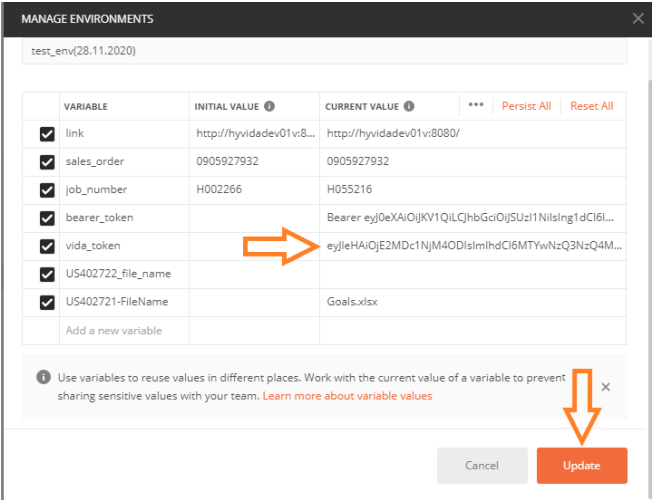 MANAGE ENVIRONMENTS
test_env(28.11.2020)
VARIABLE INITIAL VALUE CURRENT VALUE Persist All Reset All
link http://hyvidadev01v:8... http://hyvidadev01v:8080/
sales_order 0905927932 0905927932
job_number H002266 H055216
bearer_token Bearer eyJ0eXAiOiJKV1QiLCJhbGciOiJSUzI1NiIsIng1dCI6I...
vida_token eyJleHAiOjE2MDc1NjM4ODIsImlhdCI6MTYwNzQ3NzQ4M...
US402722_file_name
US402721-FileName Goals.xlsx
Add a new variable
Use variables to reuse values in different places. Work with the current value of a variable to prevent
sharing sensitive values with your team. Learn more about variable values
Cancel Update